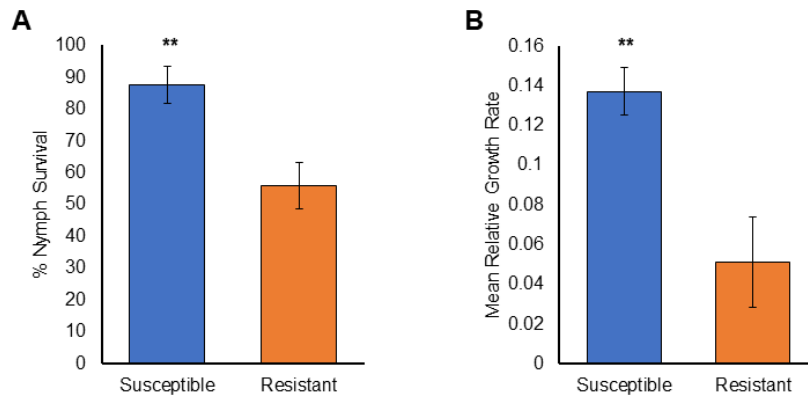 A
% Nymph Survival
100
90
80
70
60
50
40
30
20
10
0
**
Susceptible
Resistant
B
Mean Relative Growth Rate
0.16
0.14
0.12
0.1
0.08
0.06
0.04
0.02
0
**
Susceptible
Resistant